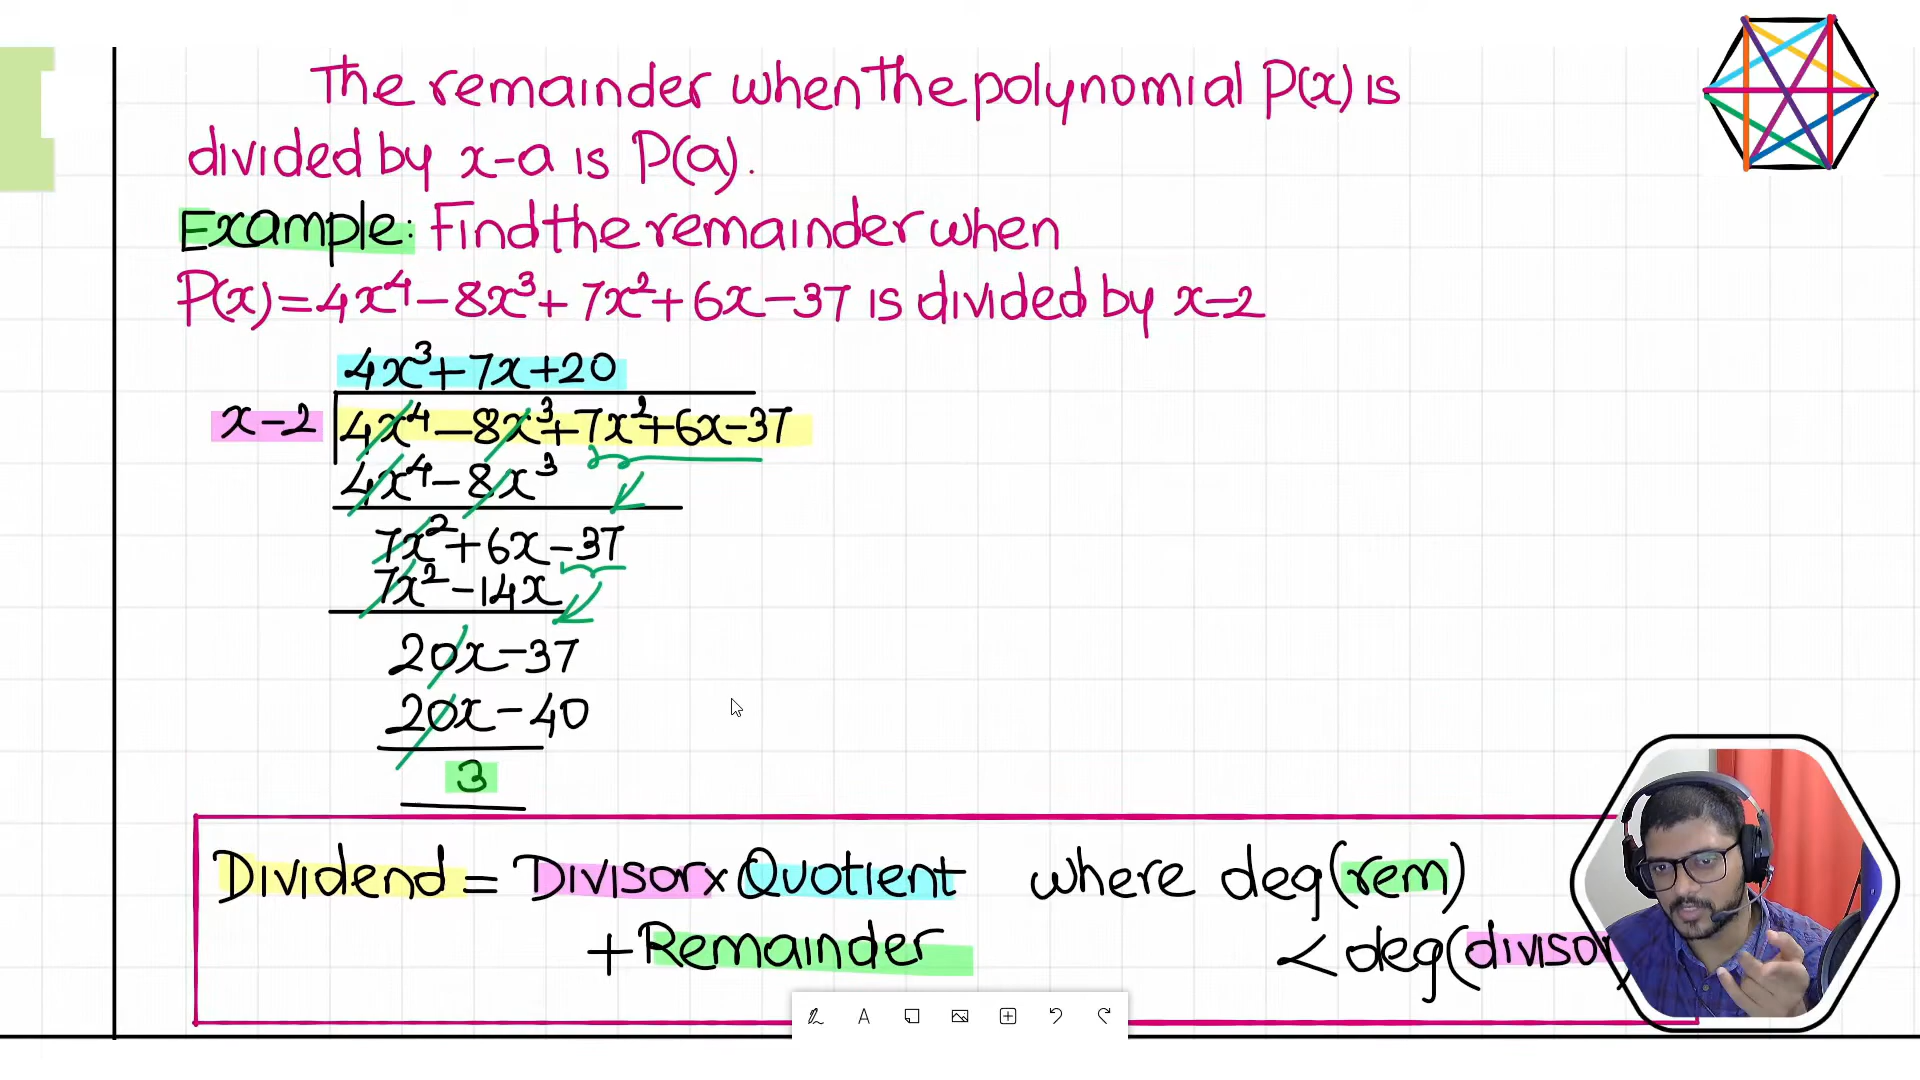 The remainder when the polynomial P(x) is
divided by x-a is P(a).
Example: Find the remainder when
P(x)=4x⁴-8x³+7x²+6x-37 is divided by x-2
4x³+7x+20
x-2 4x⁴-8x³+7x²+6x-37
4x⁴-8x³
7x²+6x-37
7x²-14x
20x-37
20x-40
3
Dividend = Divisor x Quotient where deg(rem)
+ Remainder < deg(divisor)
A